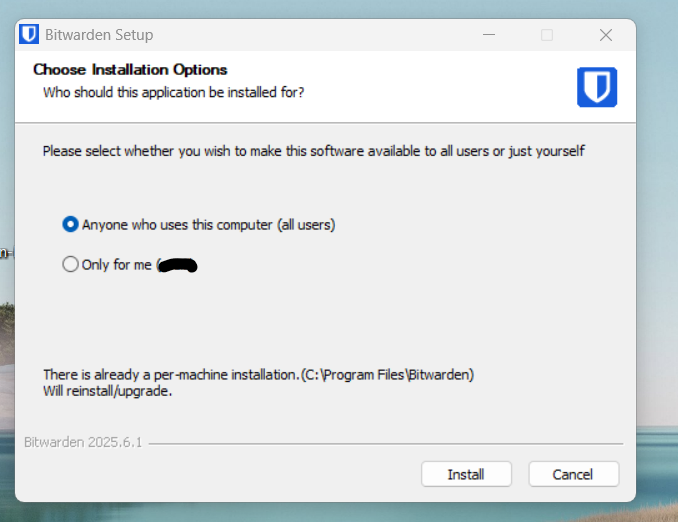 Bitwarden Setup
Choose Installation Options
Who should this application be installed for?
Please select whether you wish to make this software available to all users or just yourself
Anyone who uses this computer (all users)
Only for me (
There is already a per-machine installation.(C:\Program Files\Bitwarden)
Will reinstall/upgrade.
Bitwarden 2025.6.1
Install
Cancel